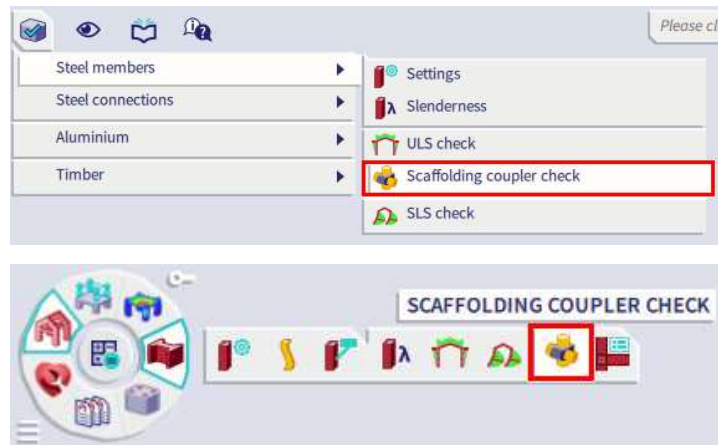 Please cl
Steel members
Settings
Steel connections
λ Slenderness
Aluminium
ULS check
Timber
Scaffolding coupler check
SLS check
SCAFFOLDING COUPLER CHECK
λ